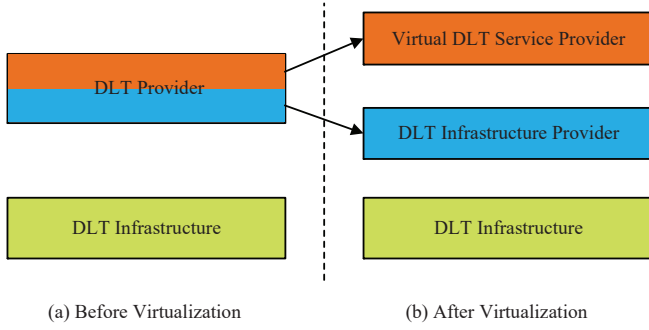 Virtual DLT Service Provider
DLT Provider
DLT Infrastructure Provider
DLT Infrastructure
DLT Infrastructure
(a) Before Virtualization
(b) After Virtualization